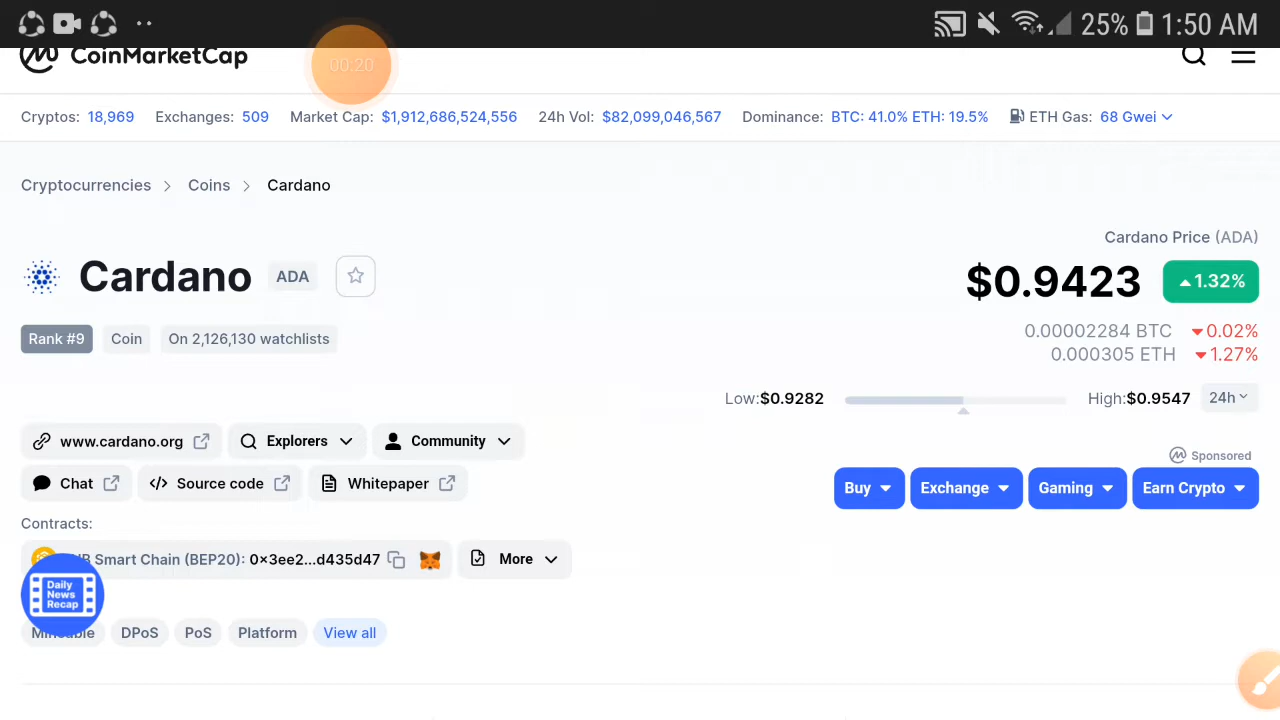 25% 1:50 AM
CoinMarketCap
00:20
Cryptos: 18,969 Exchanges: 509 Market Cap: $1,912,686,524,556 24h Vol: $82,099,046,567 Dominance: BTC: 41.0% ETH: 19.5% ETH Gas: 68 Gwei
Cryptocurrencies > Coins > Cardano
Cardano Price (ADA)
Cardano ADA
$0.9423 1.32%
Rank #9 Coin On 2,126,130 watchlists
0.00002284 BTC 0.02%
0.000305 ETH 1.27%
Low:$0.9282 High:$0.9547 24h
www.cardano.org Explorers Community
Sponsored
Chat Source code Whitepaper
Buy Exchange Gaming Earn Crypto
Contracts:
Smart Chain (BEP20): 0x3ee2...d435d47 More
Daily
News
Recap
DPoS PoS Platform View all